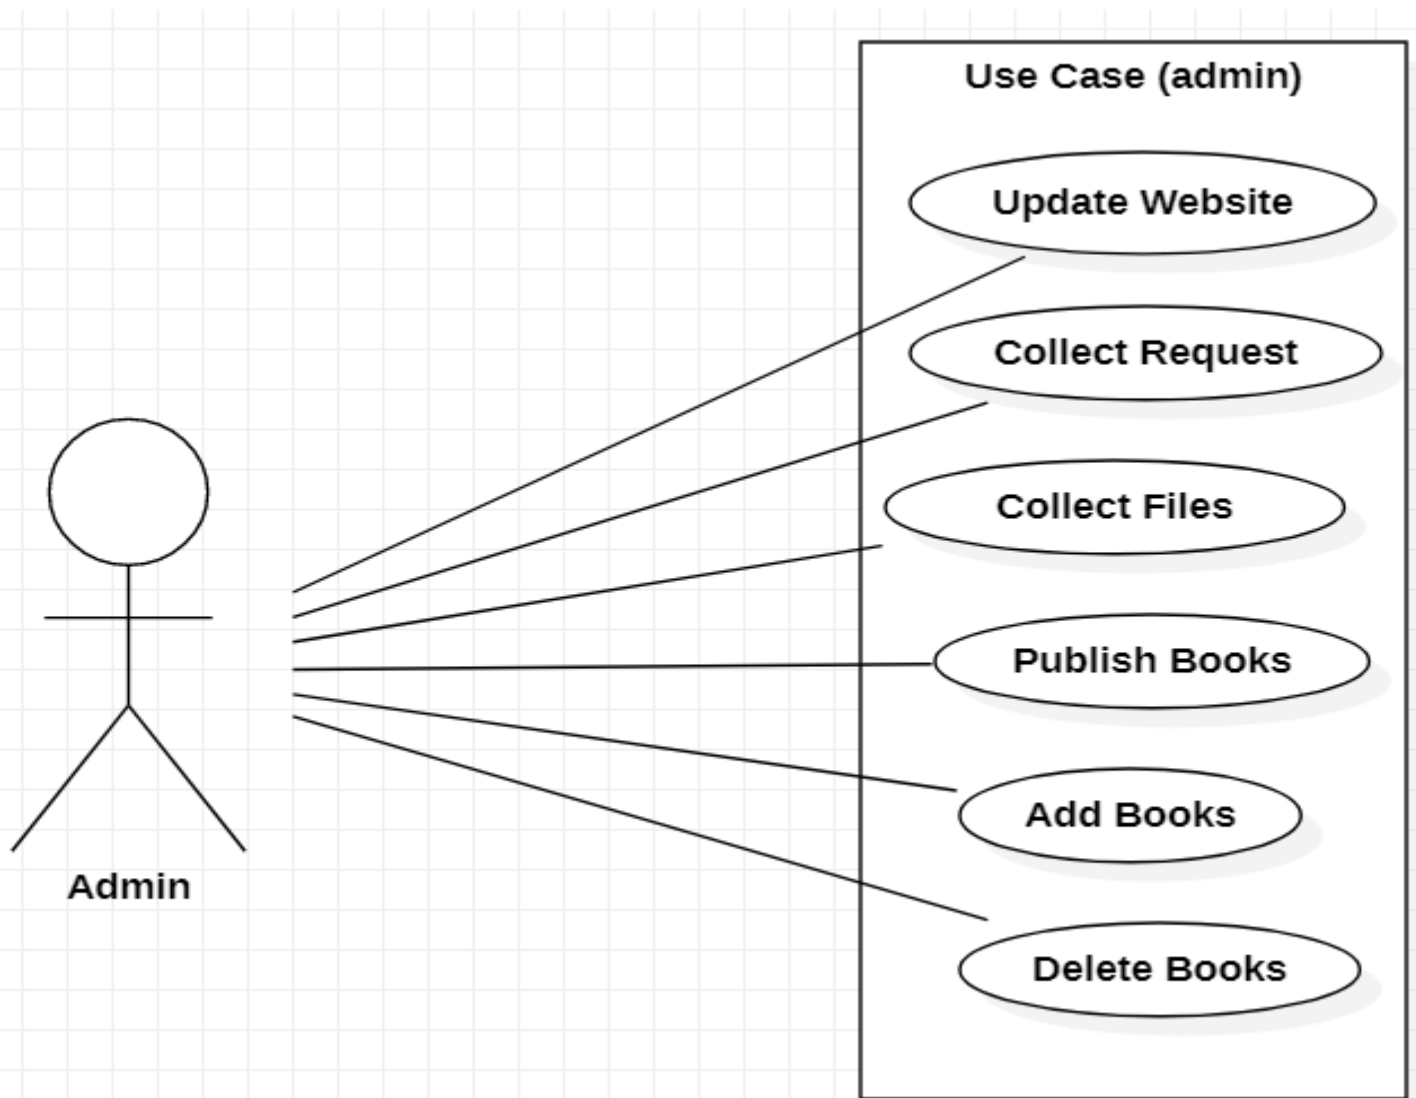 Use Case (admin)
Update Website
Collect Request
Collect Files
Publish Books
Add Books
Delete Books
Admin